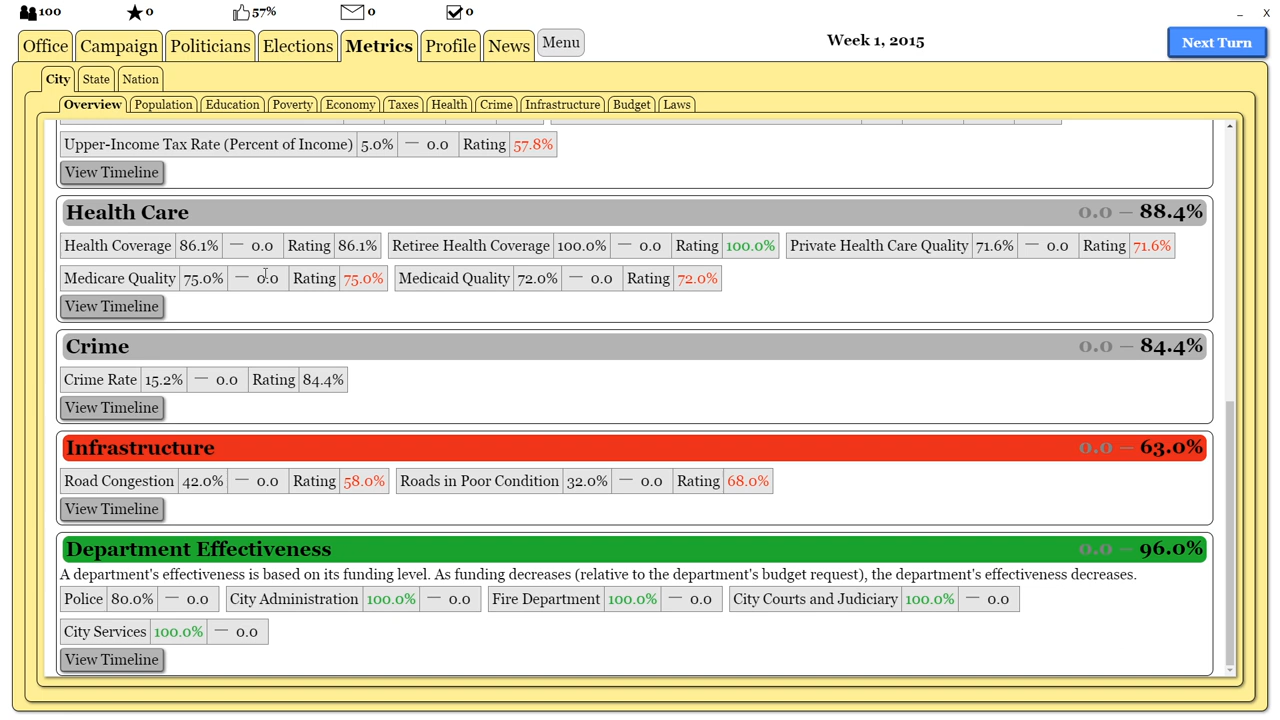 100 0 57% 0 0
Office Campaign Politicians Elections Metrics Profile News Menu Week 1, 2015 Next Turn _ X
City State Nation
Overview Population Education Poverty Economy Taxes Health Crime Infrastructure Budget Laws
Upper-Income Tax Rate (Percent of Income) 5.0% — 0.0 Rating 57.8%
View Timeline
Health Care 0.0 — 88.4%
Health Coverage 86.1% — 0.0 Rating 86.1% Retiree Health Coverage 100.0% — 0.0 Rating 100.0% Private Health Care Quality 71.6% — 0.0 Rating 71.6%
Medicare Quality 75.0% — 0.0 Rating 75.0% Medicaid Quality 72.0% — 0.0 Rating 72.0%
View Timeline
Crime 0.0 — 84.4%
Crime Rate 15.2% — 0.0 Rating 84.4%
View Timeline
Infrastructure 0.0 — 63.0%
Road Congestion 42.0% — 0.0 Rating 58.0% Roads in Poor Condition 32.0% — 0.0 Rating 68.0%
View Timeline
Department Effectiveness 0.0 — 96.0%
A department's effectiveness is based on its funding level. As funding decreases (relative to the department's budget request), the department's effectiveness decreases.
Police 80.0% — 0.0 City Administration 100.0% — 0.0 Fire Department 100.0% — 0.0 City Courts and Judiciary 100.0% — 0.0
City Services 100.0% — 0.0
View Timeline